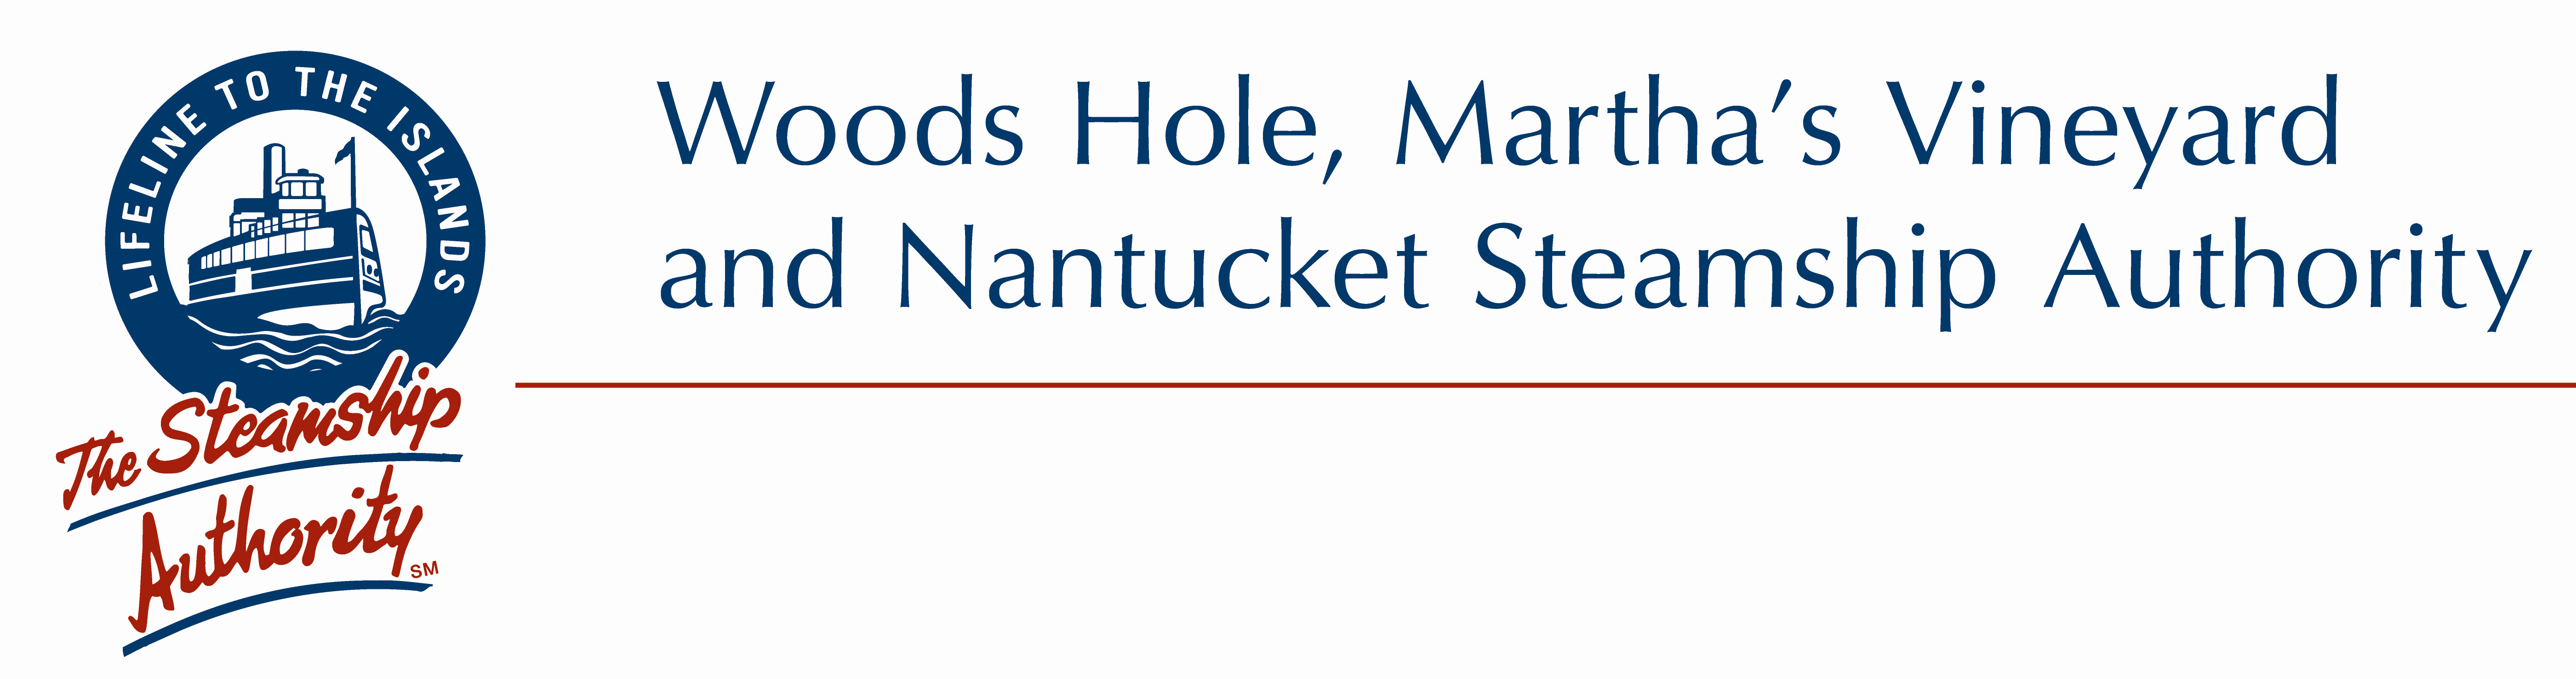 LIFELINE TO THE ISLANDS
The Steamship
Authority SM
Woods Hole, Martha’s Vineyard
and Nantucket Steamship Authority